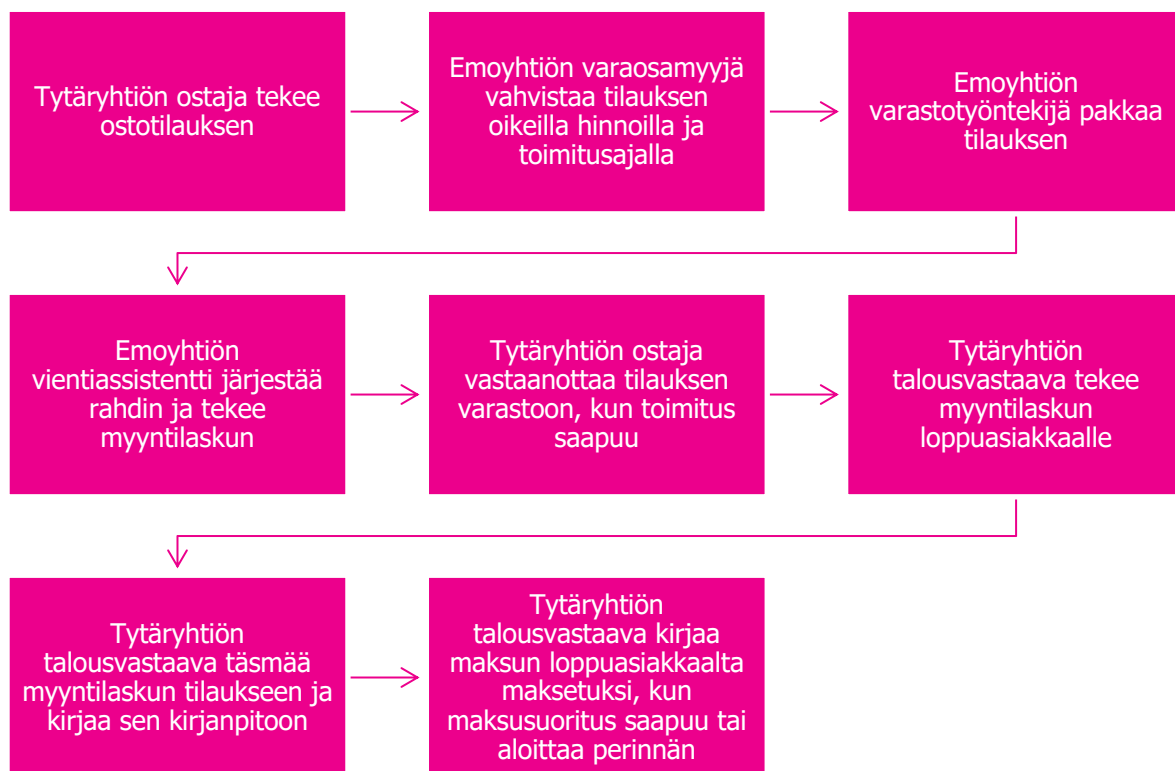 Tytäryhtiön ostaja tekee
ostotilauksen
Emoyhtiön varaosamyyjä
vahvistaa tilauksen
oikeilla hinnoilla ja
toimitusajalla
Emoyhtiön
varastotyöntekijä pakkaa
tilauksen
Emoyhtiön
vientiassistentti järjestää
rahdin ja tekee
myyntilaskun
Tytäryhtiön ostaja
vastaanottaa tilauksen
varastoon, kun toimitus
saapuu
Tytäryhtiön
talousvastaava tekee
myyntilaskun
loppuasiakkaalle
Tytäryhtiön
talousvastaava täsmää
myyntilaskun tilaukseen ja
kirjaa sen kirjanpitoon
Tytäryhtiön
talousvastaava kirjaa
maksun loppuasiakkaalta
maksetuksi, kun
maksusuoritus saapuu tai
aloittaa perinnän